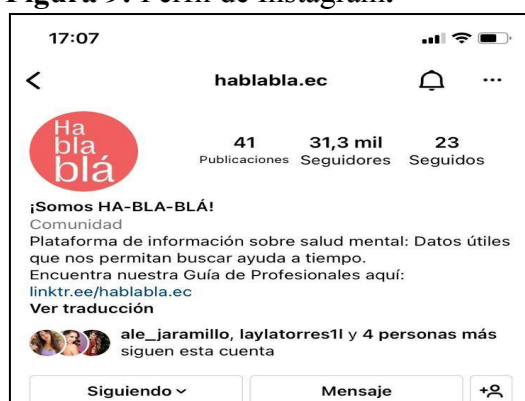 Figura 9. Perfil de Instagram.
17:07
hablabla.ec
Ha
bla
blá
41 31,3 mil 23
Publicaciones Seguidores Seguidos
¡Somos HA-BLA-BLÁ!
Comunidad
Plataforma de información sobre salud mental: Datos útiles
que nos permitan buscar ayuda a tiempo.
Encuentra nuestra Guía de Profesionales aquí:
linktr.ee/hablabla.ec
Ver traducción
ale_jaramillo, laylatorres1l y 4 personas más
siguen esta cuenta
Siguiendo Mensaje